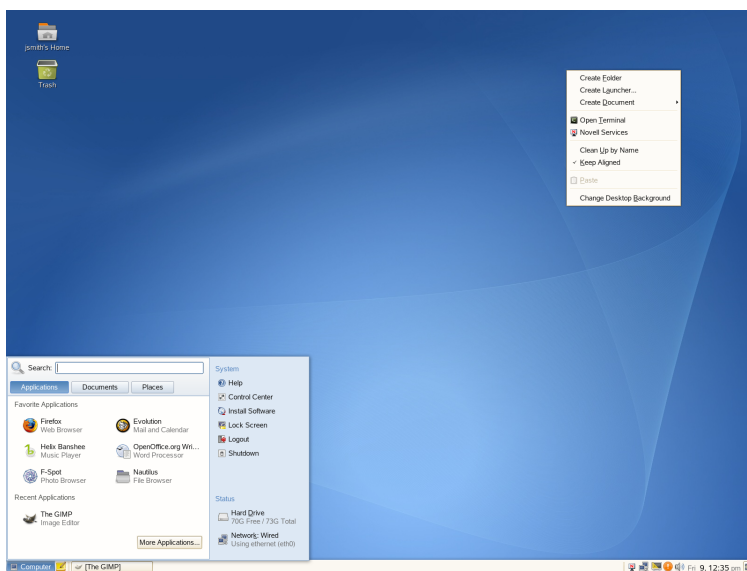 jsmith's Home
Trash
Create Folder
Create Launcher...
Create Document
Open Terminal
Novell Services
Clean Up by Name
Keep Aligned
Paste
Change Desktop Background
Search:
Applications
Documents
Places
Favorite Applications
Firefox
Web Browser
Evolution
Mail and Calendar
Helix Banshee
Music Player
OpenOffice.org Wri...
Word Processor
F-Spot
Photo Browser
Nautilus
File Browser
Recent Applications
The GIMP
Image Editor
More Applications...
System
Help
Control Center
Install Software
Lock Screen
Logout
Shutdown
Status
Hard Drive
70G Free / 73G Total
Network: Wired
Using ethernet (eth0)
Computer
[The GIMP]
Fri 9, 12:35 pm